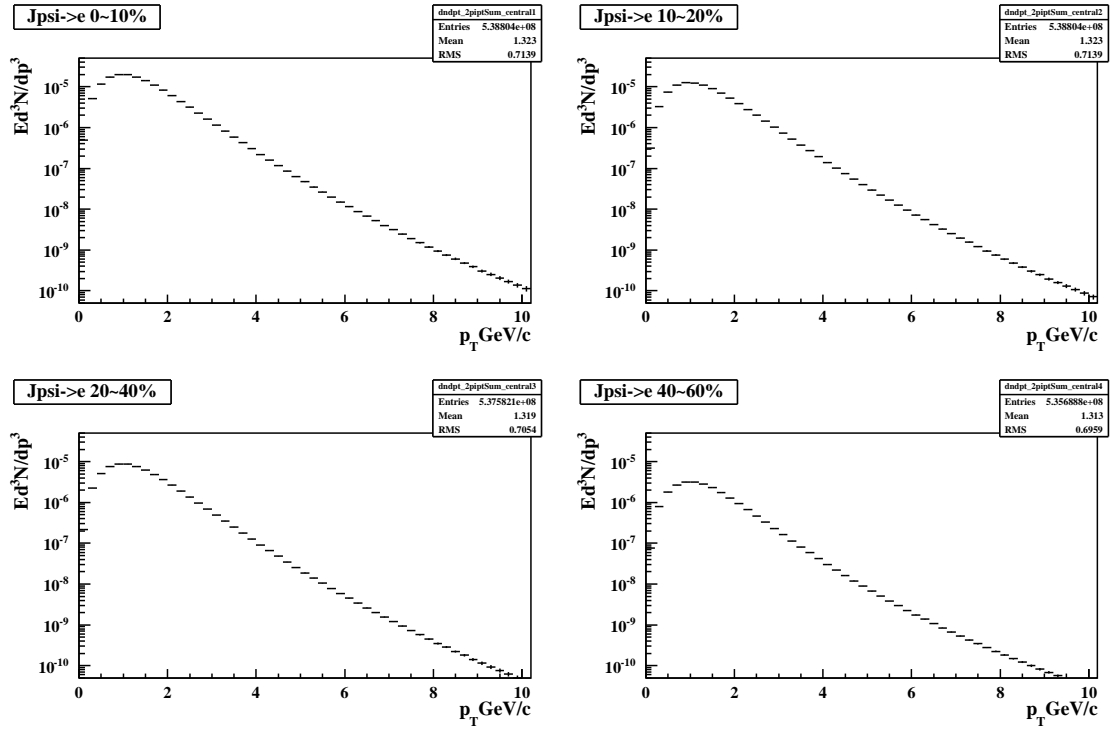 Jpsi->e 0~10%
dndpt_2piptSum_central1
Entries 5.38804e+08
Mean 1.323
RMS 0.7139
Ed³N/dp³
10⁻⁵
10⁻⁶
10⁻⁷
10⁻⁸
10⁻⁹
10⁻¹⁰
0 2 4 6 8 10
p_T GeV/c
Jpsi->e 10~20%
dndpt_2piptSum_central2
Entries 5.38804e+08
Mean 1.323
RMS 0.7139
Ed³N/dp³
10⁻⁵
10⁻⁶
10⁻⁷
10⁻⁸
10⁻⁹
10⁻¹⁰
0 2 4 6 8 10
p_T GeV/c
Jpsi->e 20~40%
dndpt_2piptSum_central3
Entries 5.375821e+08
Mean 1.319
RMS 0.7054
Ed³N/dp³
10⁻⁵
10⁻⁶
10⁻⁷
10⁻⁸
10⁻⁹
10⁻¹⁰
0 2 4 6 8 10
p_T GeV/c
Jpsi->e 40~60%
dndpt_2piptSum_central4
Entries 5.356888e+08
Mean 1.313
RMS 0.6959
Ed³N/dp³
10⁻⁵
10⁻⁶
10⁻⁷
10⁻⁸
10⁻⁹
10⁻¹⁰
0 2 4 6 8 10
p_T GeV/c